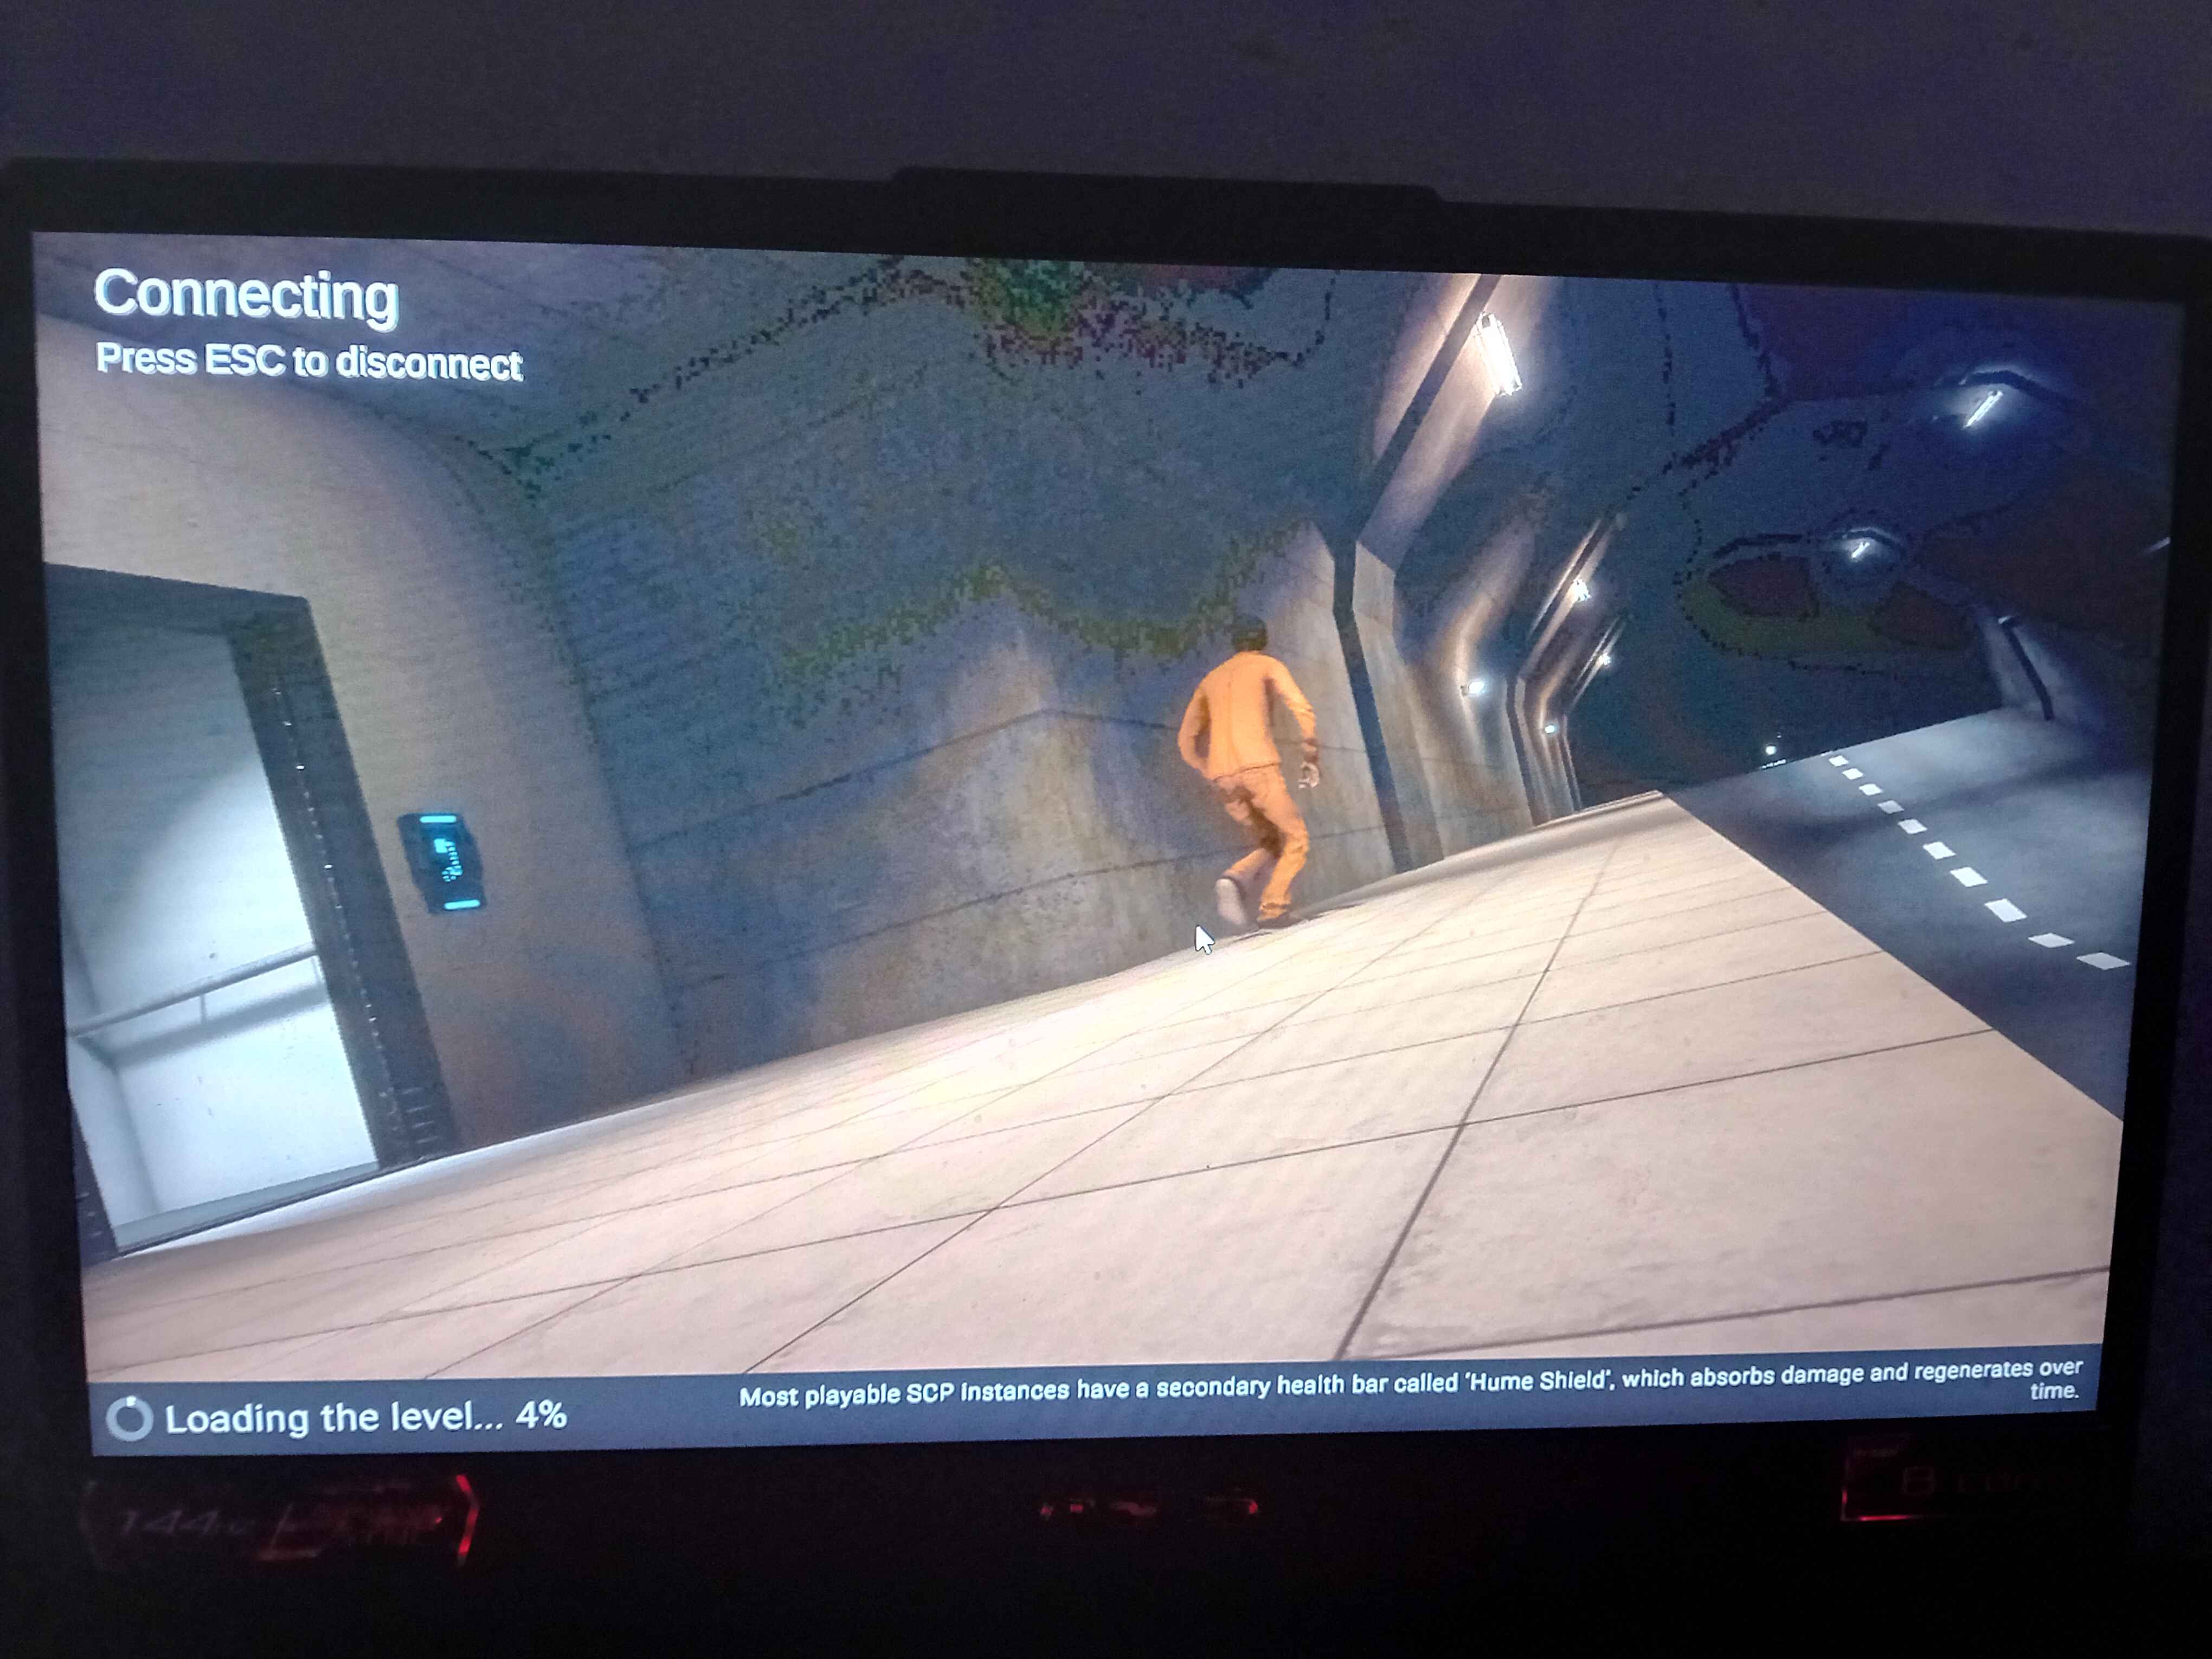 Connecting
Press ESC to disconnect
Loading the level... 4%
Most playable SCP instances have a secondary health bar called 'Hume Shield', which absorbs damage and regenerates over
time.